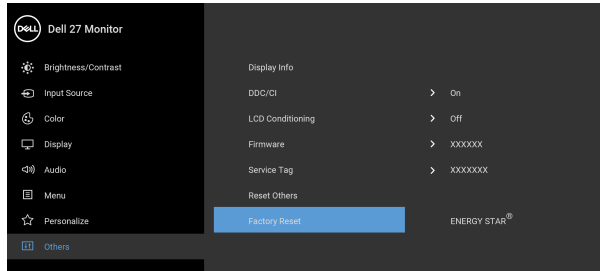 DELL Dell 27 Monitor
Brightness/Contrast
Display Info
Input Source
DDC/CI
On
Color
LCD Conditioning
Off
Display
Firmware
XXXXXX
Audio
Service Tag
XXXXXXX
Menu
Reset Others
Personalize
Factory Reset
ENERGY STAR®
Others